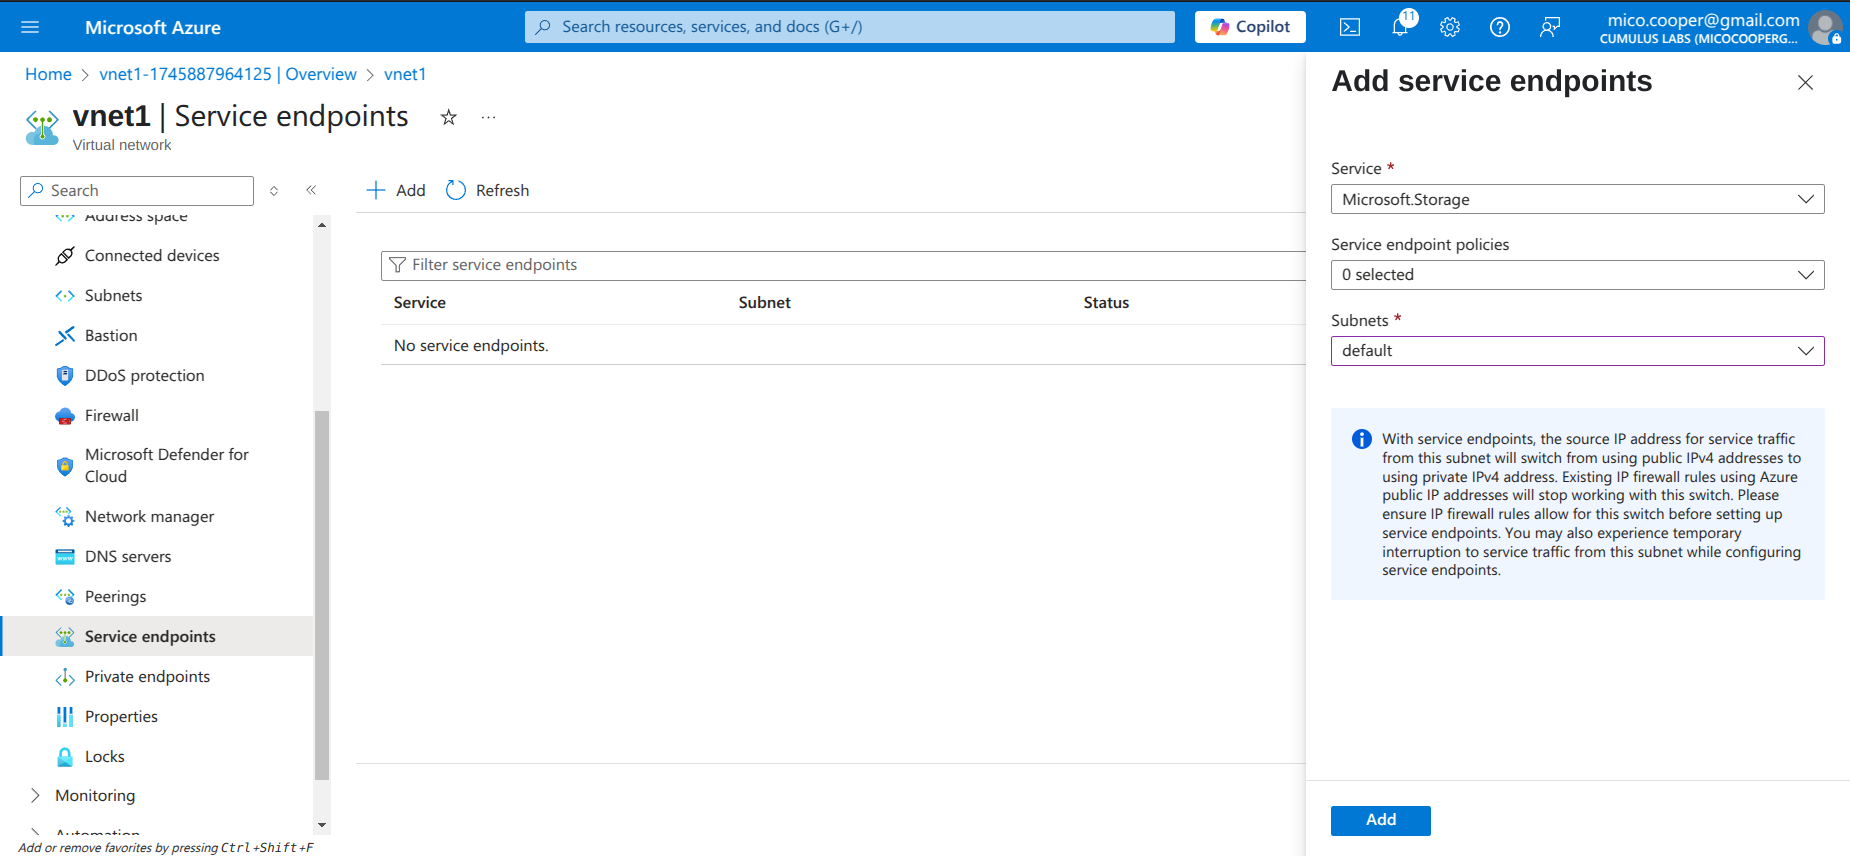 Microsoft Azure
Search resources, services, and docs (G+/)
Copilot
11
mico.cooper@gmail.com
CUMULUS LABS (MICOCOOPERG...
Home > vnet1-1745887964125 | Overview > vnet1
vnet1 | Service endpoints
Virtual network
Search
Address space
Connected devices
Subnets
Bastion
DDoS protection
Firewall
Microsoft Defender for
Cloud
Network manager
DNS servers
Peerings
Service endpoints
Private endpoints
Properties
Locks
Monitoring
Automation
Add or remove favorites by pressing Ctrl+Shift+F
Add
Refresh
Filter service endpoints
Service Subnet Status
No service endpoints.
Add service endpoints
Service *
Microsoft.Storage
Service endpoint policies
0 selected
Subnets *
default
With service endpoints, the source IP address for service traffic
from this subnet will switch from using public IPv4 addresses to
using private IPv4 address. Existing IP firewall rules using Azure
public IP addresses will stop working with this switch. Please
ensure IP firewall rules allow for this switch before setting up
service endpoints. You may also experience temporary
interruption to service traffic from this subnet while configuring
service endpoints.
Add